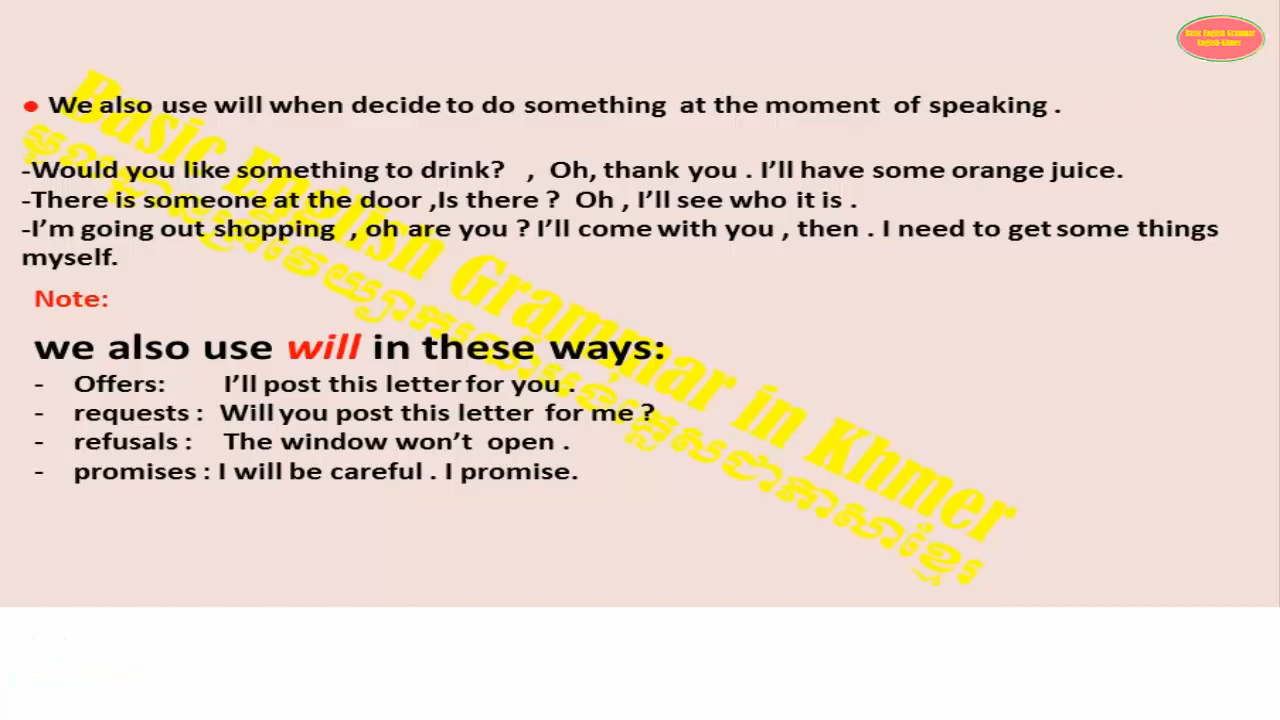 Basic English Grammar
English-Khmer
• We also use will when decide to do something at the moment of speaking .
-Would you like something to drink? , Oh, thank you . I’ll have some orange juice.
-There is someone at the door ,Is there ? Oh , I’ll see who it is .
-I’m going out shopping , oh are you ? I’ll come with you , then . I need to get some things
myself.
Note:
we also use will in these ways:
- Offers: I’ll post this letter for you .
- requests : Will you post this letter for me ?
- refusals : The window won’t open .
- promises : I will be careful . I promise.
Basic English Grammar in Khmer